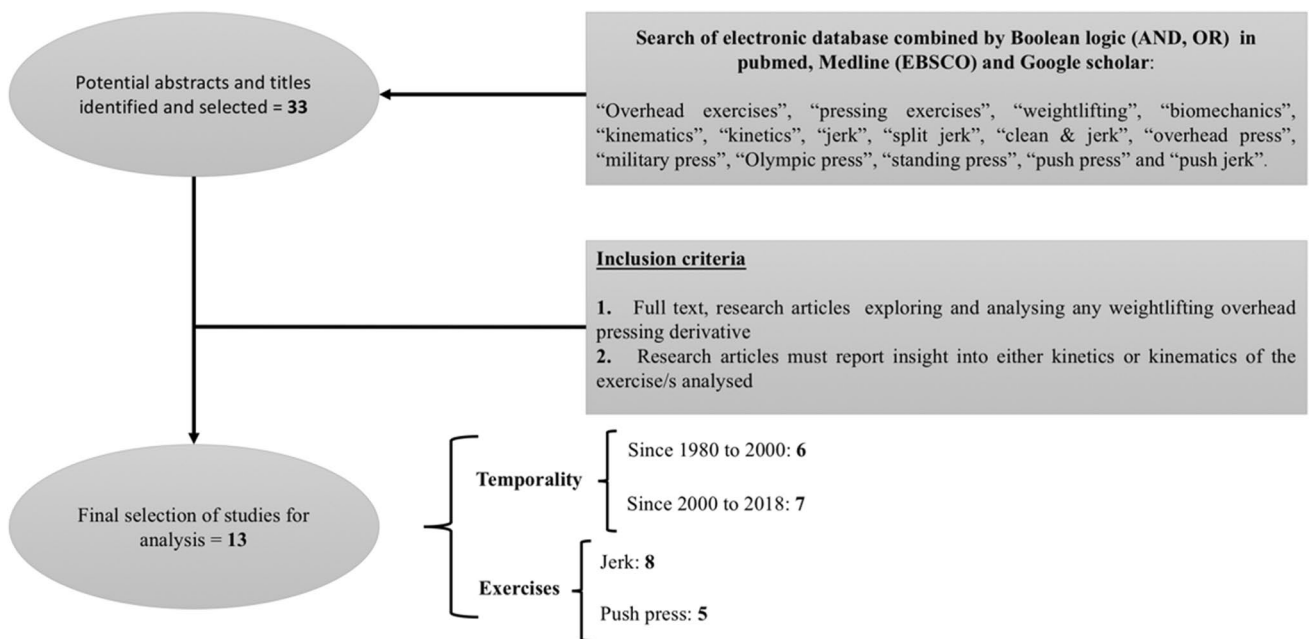 Potential abstracts and titles
identified and selected = 33
Search of electronic database combined by Boolean logic (AND, OR) in
pubmed, Medline (EBSCO) and Google scholar:
“Overhead exercises”, “pressing exercises”, “weightlifting”, “biomechanics”,
“kinematics”, “kinetics”, “jerk”, “split jerk”, “clean & jerk”, “overhead press”,
“military press”, “Olympic press”, “standing press”, “push press” and “push jerk”.
Inclusion criteria
1. Full text, research articles exploring and analysing any weightlifting overhead
pressing derivative
2. Research articles must report insight into either kinetics or kinematics of the
exercise/s analysed
Final selection of studies for
analysis = 13
Temporality
Since 1980 to 2000: 6
Since 2000 to 2018: 7
Exercises
Jerk: 8
Push press: 5